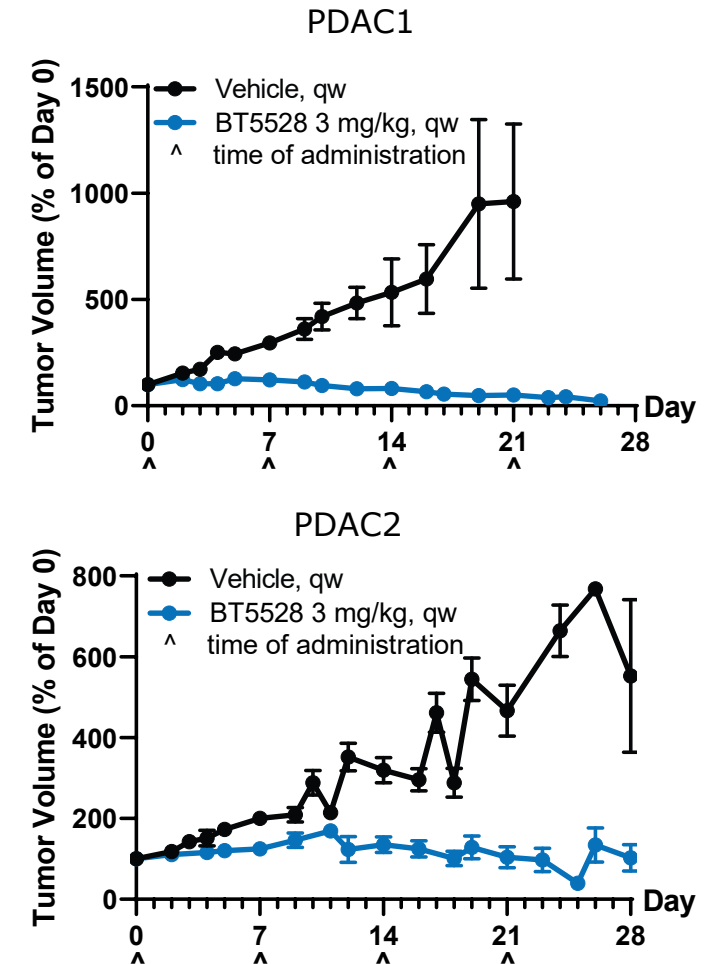 PDAC1
Tumor Volume (% of Day 0)
1500
1000
500
0
Vehicle, qw
BT5528 3 mg/kg, qw
^ time of administration
0 7 14 21 28 Day
^ ^ ^ ^
PDAC2
Tumor Volume (% of Day 0)
800
600
400
200
0
Vehicle, qw
BT5528 3 mg/kg, qw
^ time of administration
0 7 14 21 28 Day
^ ^ ^ ^